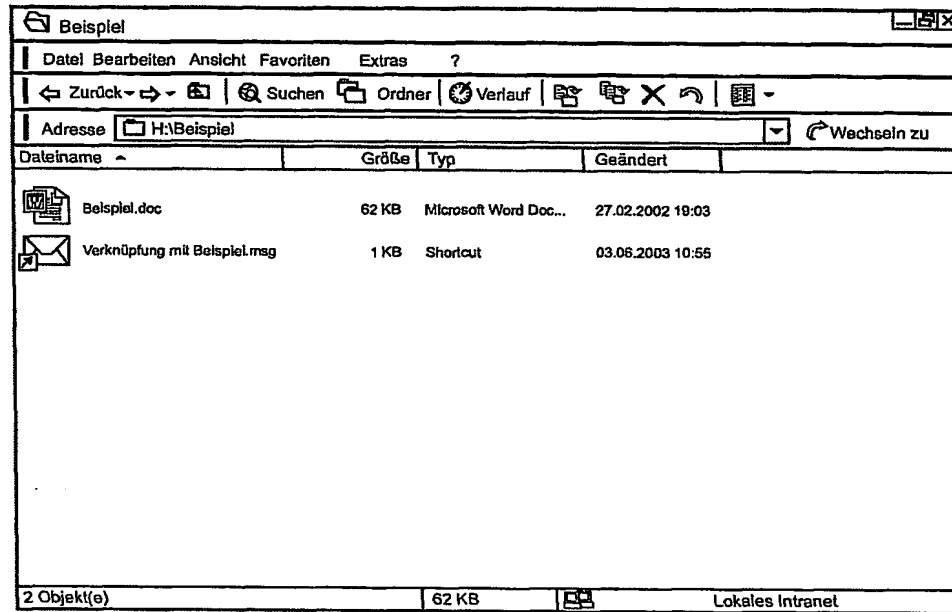 Beispiel
Datei Bearbeiten Ansicht Favoriten Extras ?
Zurück Suchen Ordner Verlauf
Adresse H:\Beispiel Wechseln zu
Dateiname Größe Typ Geändert
Beispiel.doc 62 KB Microsoft Word Doc... 27.02.2002 19:03
Verknüpfung mit Beispiel.msg 1 KB Shortcut 03.06.2003 10:55
2 Objekt(e) 62 KB Lokales Intranet